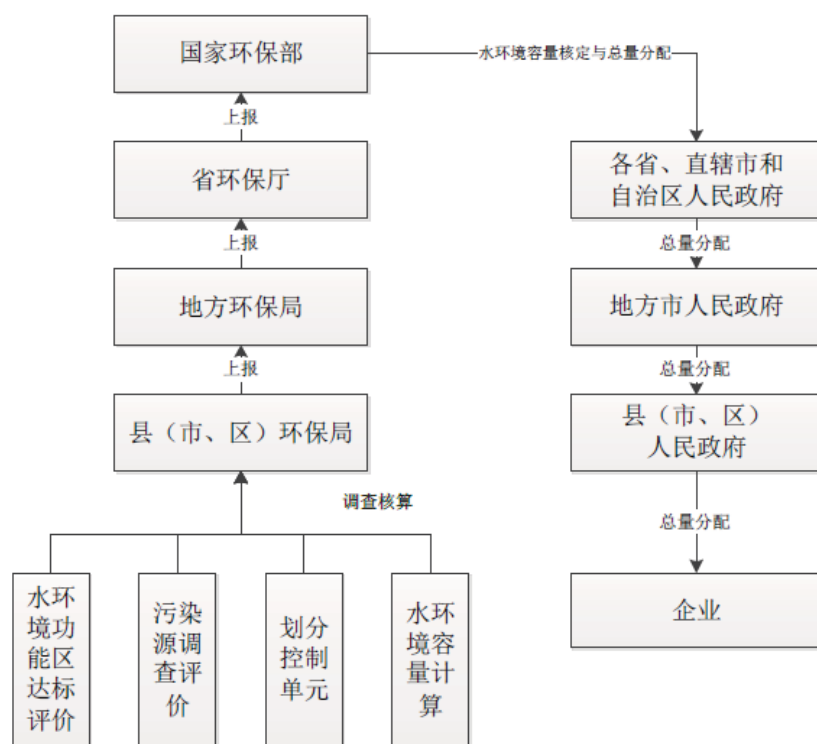 国家环保部
水环境容量核定与总量分配
上报
省环保厅
各省、直辖市和
自治区人民政府
上报
总量分配
地方环保局
地方市人民政府
上报
总量分配
县（市、区）环保局
县（市、区）
人民政府
调查核算
总量分配
水环
境功
能区
达标
评价
污染
源调
查评
价
划分
控制
单元
水环
境容
量计
算
企业